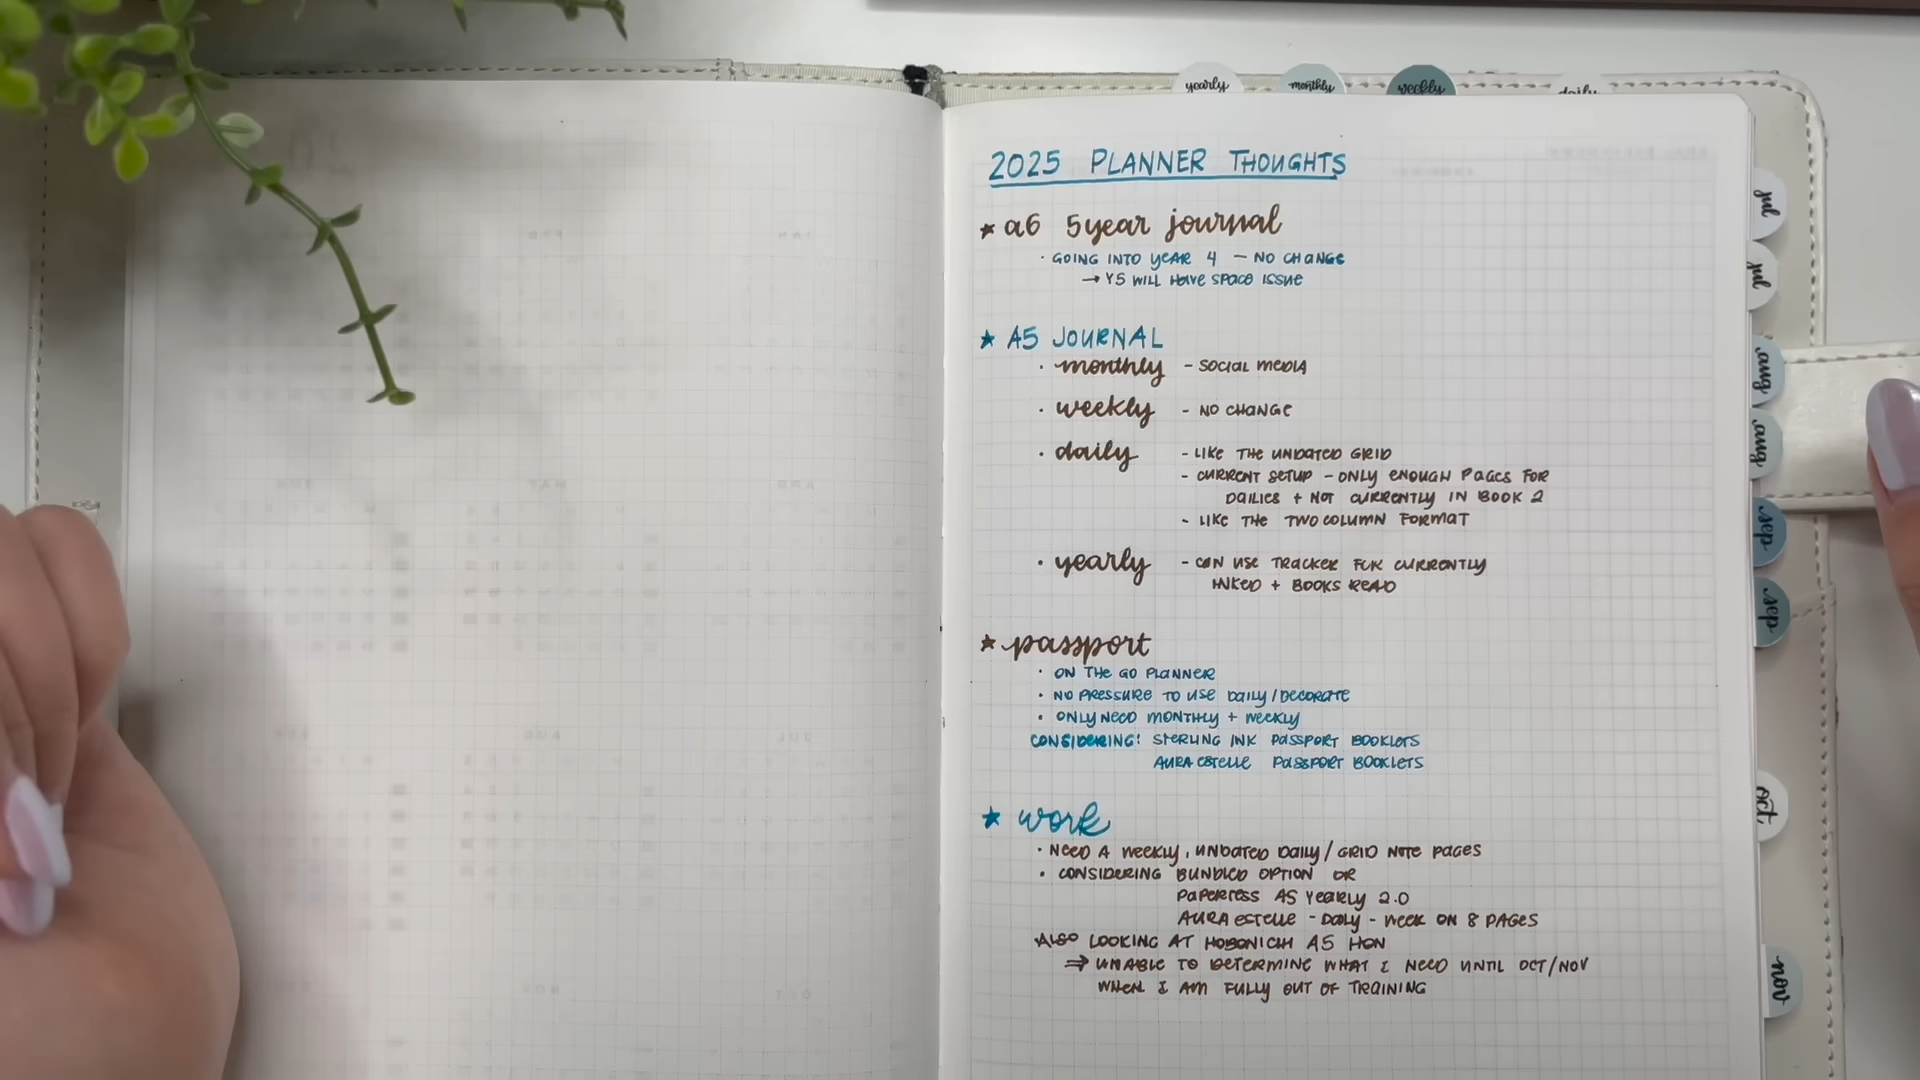 yearly
monthly
weekly
daily
2025 PLANNER THOUGHTS
★ a6 5 year journal
· GOING INTO YEAR 4 – NO CHANGE
→ Y5 WILL HAVE SPACE ISSUE
★ A5 JOURNAL
· monthly - SOCIAL MEDIA
· weekly - NO CHANGE
· daily - LIKE THE UNDATED GRID
- CURRENT SETUP - ONLY ENOUGH PAGES FOR
DAILIES + NOT CURRENTLY IN BOOK 2
- LIKE THE TWO COLUMN FORMAT
· yearly - CAN USE TRACKER FOR CURRENTLY
INKED + BOOKS READ
★ passport
· ON THE GO PLANNER
· NO PRESSURE TO USE DAILY/DECORATE
· ONLY NEED MONTHLY + WEEKLY
CONSIDERING: STERLING INK PASSPORT BOOKLETS
AURA ESTELLE PASSPORT BOOKLETS
★ work
· NEED A WEEKLY, UNDATED DAILY/GRID NOTE PAGES
· CONSIDERING BUNDLED OPTION OR
PAPERTESS A5 YEARLY 2.0
AURA ESTELLE - DAILY - WEEK ON 8 PAGES
ALSO LOOKING AT HOBONICHI A5 HON
⇒ UNABLE TO DETERMINE WHAT I NEED UNTIL OCT/NOV
WHEN I AM FULLY OUT OF TRAINING
jul
jul
aug
aug
sep
sep
oct
nov